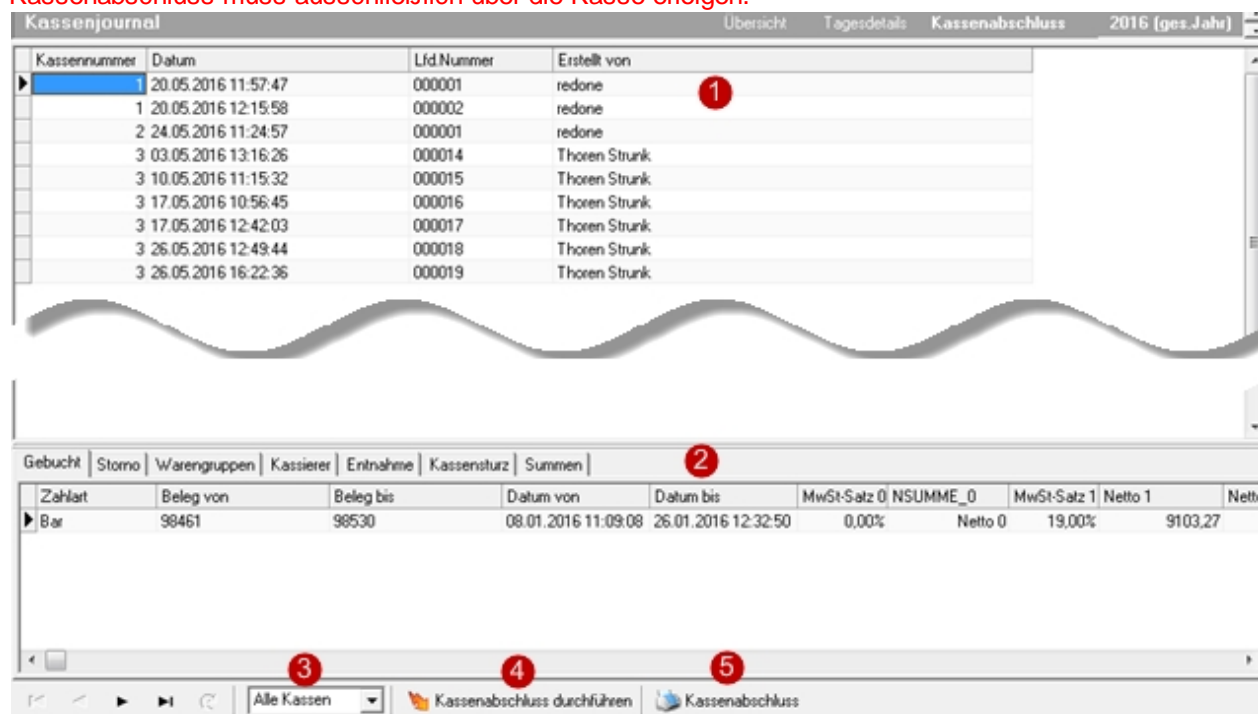 Kassenabschluss muss ausschließlich über die Kasse erfolgen.
Kassenjournal Übersicht Tagesdetails Kassenabschluss 2016 (ges.Jahr)
Kassennummer Datum Lfd.Nummer Erstellt von
1 20.05.2016 11:57:47 000001 redone
1
1 20.05.2016 12:15:58 000002 redone
2 24.05.2016 11:24:57 000001 redone
3 03.05.2016 13:16:26 000014 Thoren Strunk
3 10.05.2016 11:15:32 000015 Thoren Strunk
3 17.05.2016 10:56:45 000016 Thoren Strunk
3 17.05.2016 12:42:03 000017 Thoren Strunk
3 26.05.2016 12:49:44 000018 Thoren Strunk
3 26.05.2016 16:22:36 000019 Thoren Strunk
Gebucht Storno Warengruppen Kassierer Entnahme Kassensturz Summen 2
Zahlart Beleg von Beleg bis Datum von Datum bis MwSt-Satz 0 NSUMME_0 MwSt-Satz 1 Netto 1 Netto
Bar 98461 98530 08.01.2016 11:09:08 26.01.2016 12:32:50 0,00% Netto 0 19,00% 9103,27
3 4 5
Alle Kassen Kassenabschluss durchführen Kassenabschluss